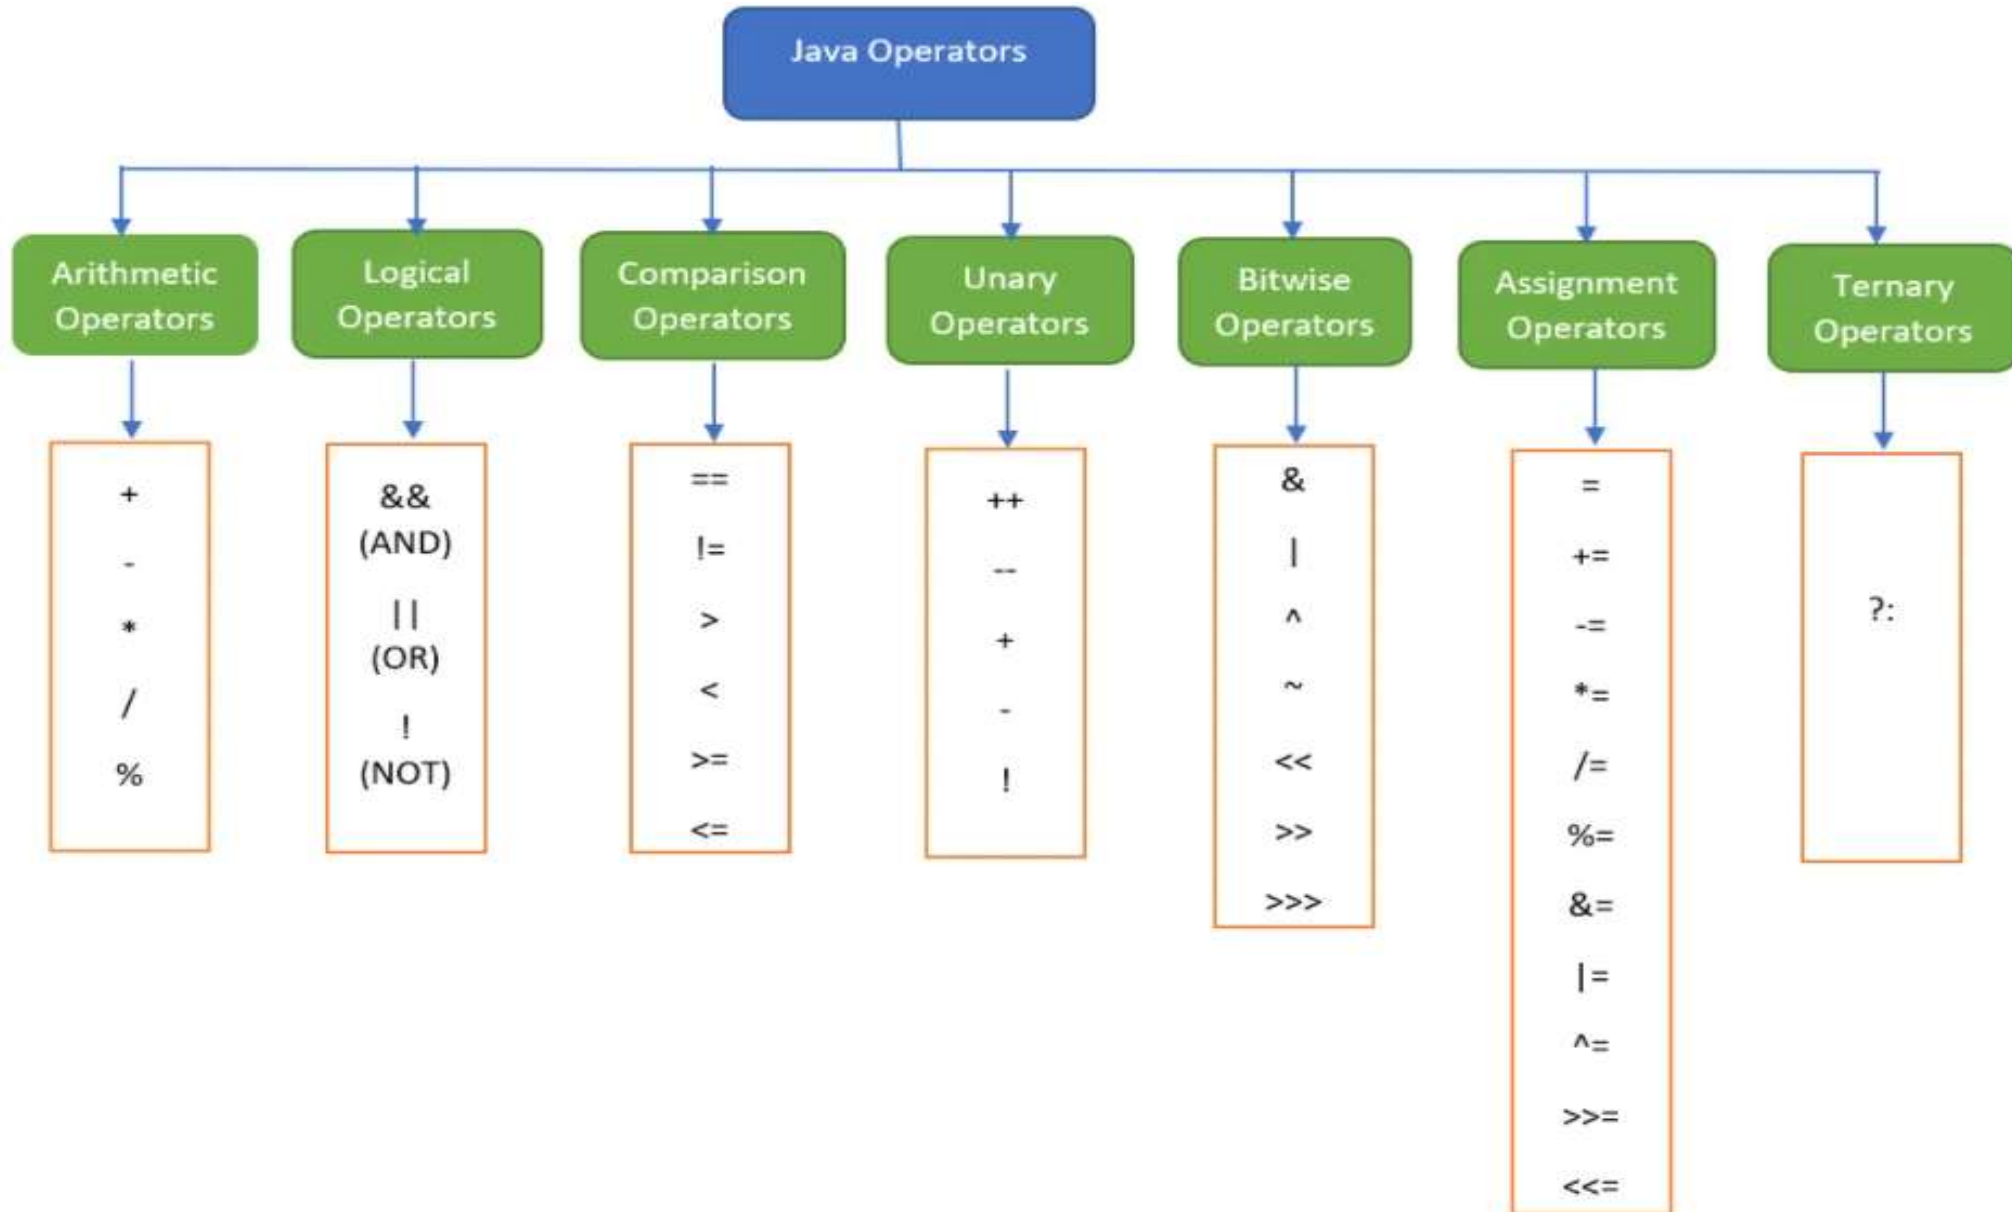 Java Operators
Arithmetic
Operators
Logical
Operators
Comparison
Operators
Unary
Operators
Bitwise
Operators
Assignment
Operators
Ternary
Operators
+
-
*
/
%
&&
(AND)
||
(OR)
!
(NOT)
==
!=
>
<
>=
<=
++
--
+
-
!
&
|
^
~
<<
>>
>>>
=
+=
-=
*=
/=
%=
&=
|=
^=
>>=
<<=
?: